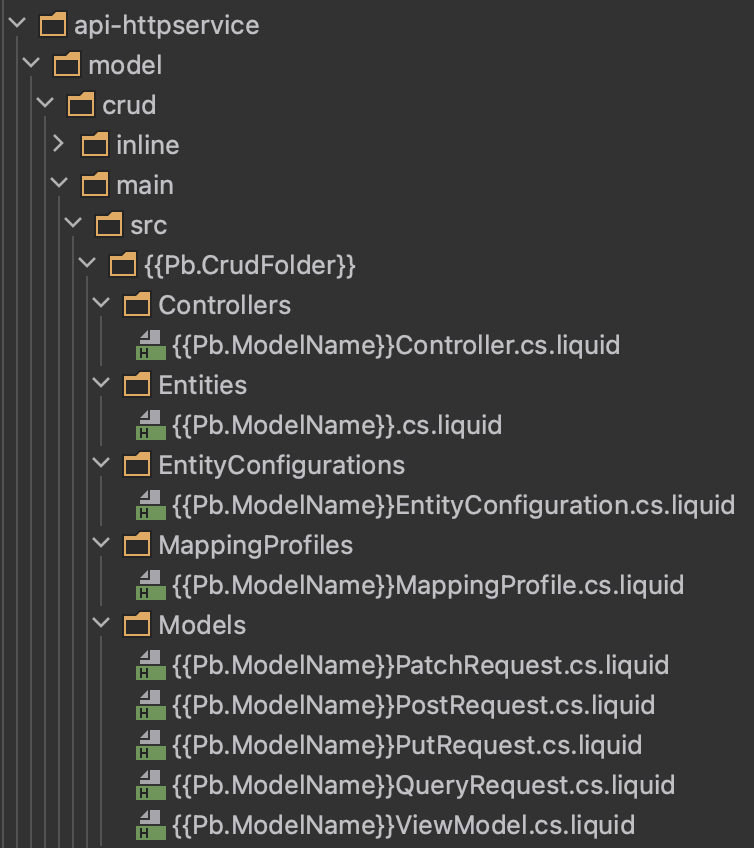 api-httpservice
model
crud
inline
main
src
{{Pb.CrudFolder}}
Controllers
{{Pb.ModelName}}Controller.cs.liquid
Entities
{{Pb.ModelName}}.cs.liquid
EntityConfigurations
{{Pb.ModelName}}EntityConfiguration.cs.liquid
MappingProfiles
{{Pb.ModelName}}MappingProfile.cs.liquid
Models
{{Pb.ModelName}}PatchRequest.cs.liquid
{{Pb.ModelName}}PostRequest.cs.liquid
{{Pb.ModelName}}PutRequest.cs.liquid
{{Pb.ModelName}}QueryRequest.cs.liquid
{{Pb.ModelName}}ViewModel.cs.liquid